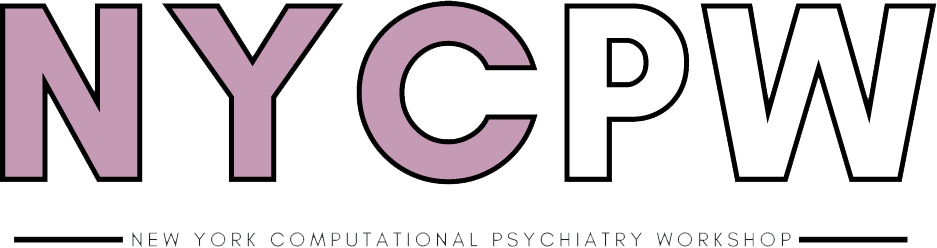 NYCPW
NEW YORK COMPUTATIONAL PSYCHIATRY WORKSHOP